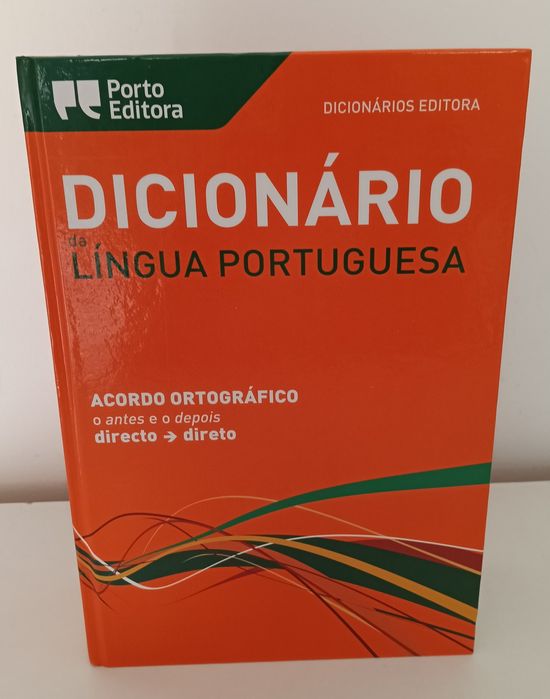 Porto
Editora
DICIONÁRIOS EDITORA
DICIONÁRIO
da
LÍNGUA PORTUGUESA
ACORDO ORTOGRÁFICO
o antes e o depois
directo → direto